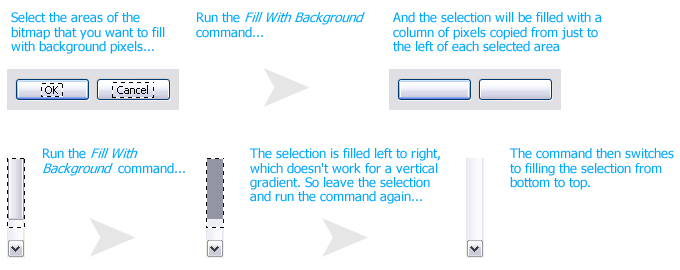 Select the areas of the
bitmap that you want to fill
with background pixels...
Run the Fill With Background
command...
And the selection will be filled with a
column of pixels copied from just to
the left of each selected area
OK
Cancel
Run the Fill With
Background command...
The selection is filled left to right,
which doesn't work for a vertical
gradient. So leave the selection
and run the command again...
The command then switches
to filling the selection from
bottom to top.